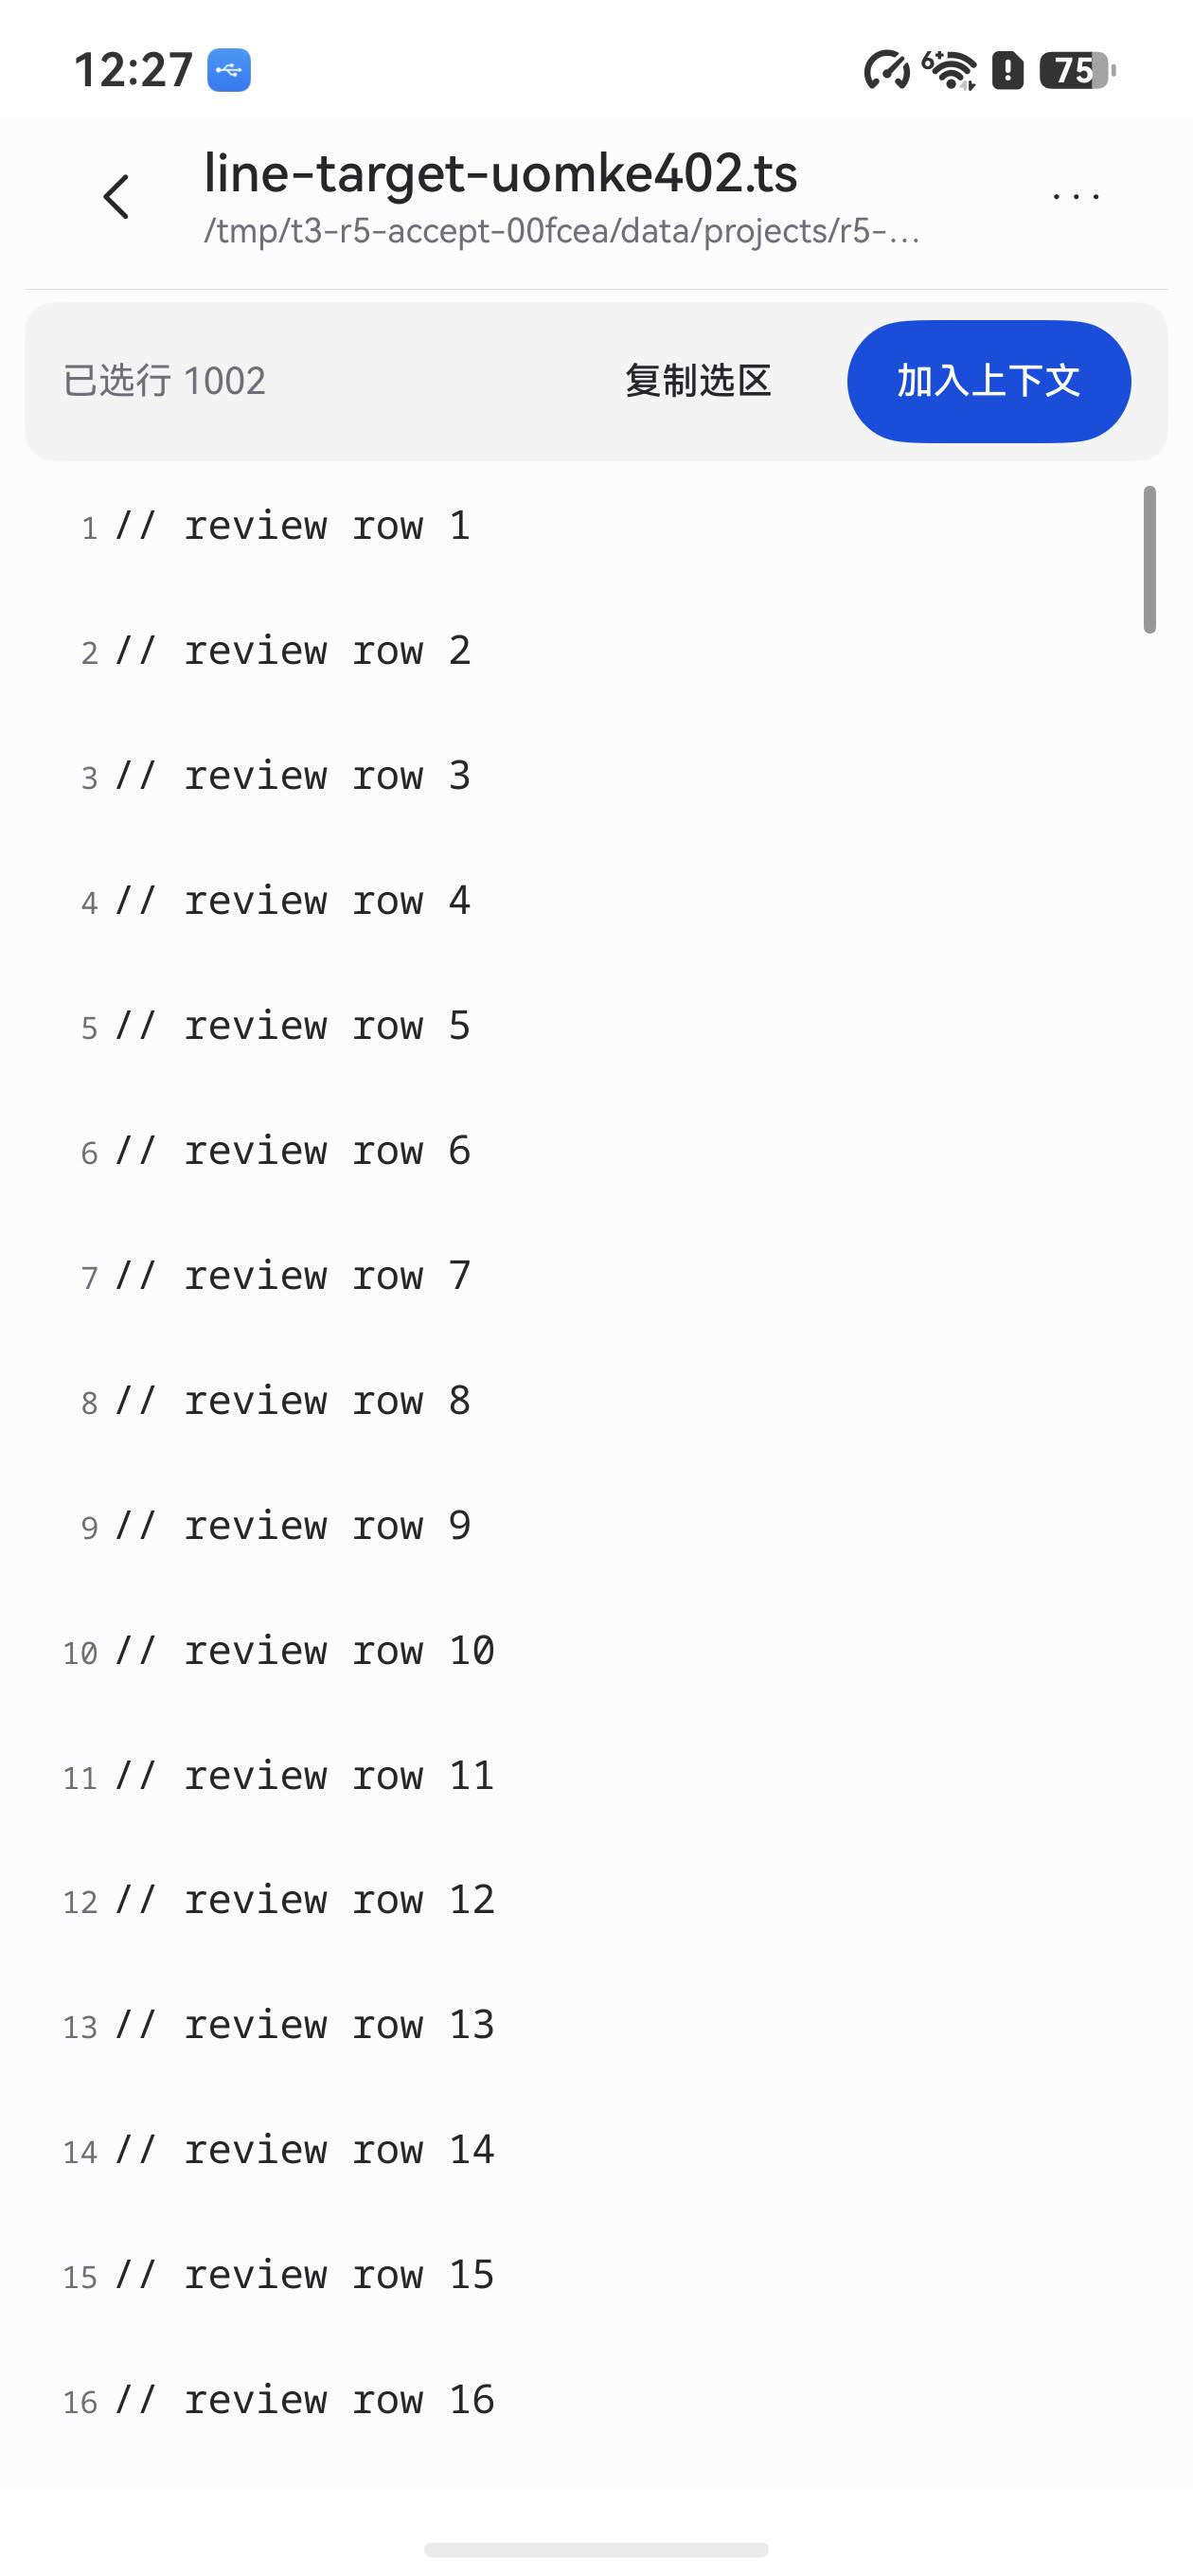 12:27
6+
75
line-target-uomke402.ts
/tmp/t3-r5-accept-00fcea/data/projects/r5-...
已选行 1002
复制选区
加入上下文
1 // review row 1
2 // review row 2
3 // review row 3
4 // review row 4
5 // review row 5
6 // review row 6
7 // review row 7
8 // review row 8
9 // review row 9
10 // review row 10
11 // review row 11
12 // review row 12
13 // review row 13
14 // review row 14
15 // review row 15
16 // review row 16